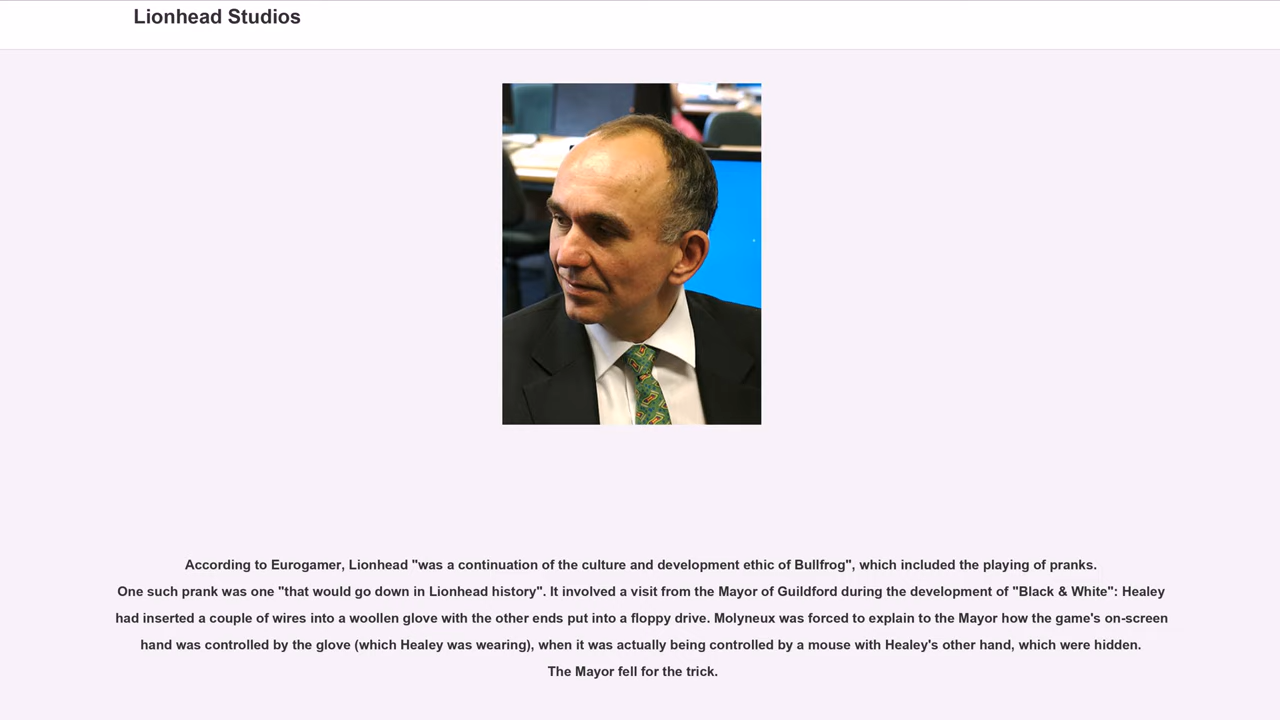 Lionhead Studios
According to Eurogamer, Lionhead "was a continuation of the culture and development ethic of Bullfrog", which included the playing of pranks.
One such prank was one "that would go down in Lionhead history". It involved a visit from the Mayor of Guildford during the development of "Black & White": Healey
had inserted a couple of wires into a woollen glove with the other ends put into a floppy drive. Molyneux was forced to explain to the Mayor how the game's on-screen
hand was controlled by the glove (which Healey was wearing), when it was actually being controlled by a mouse with Healey's other hand, which were hidden.
The Mayor fell for the trick.